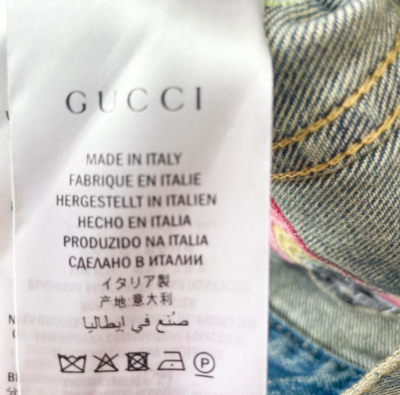 GUCCI
MADE IN ITALY
FABRIQUE EN ITALIE
HERGESTELLT IN ITALIEN
HECHO EN ITALIA
PRODUZIDO NA ITALIA
СДЕЛАНО В ИТАЛИИ
イタリア製
产地:意大利
صُنع في إيطاليا
P